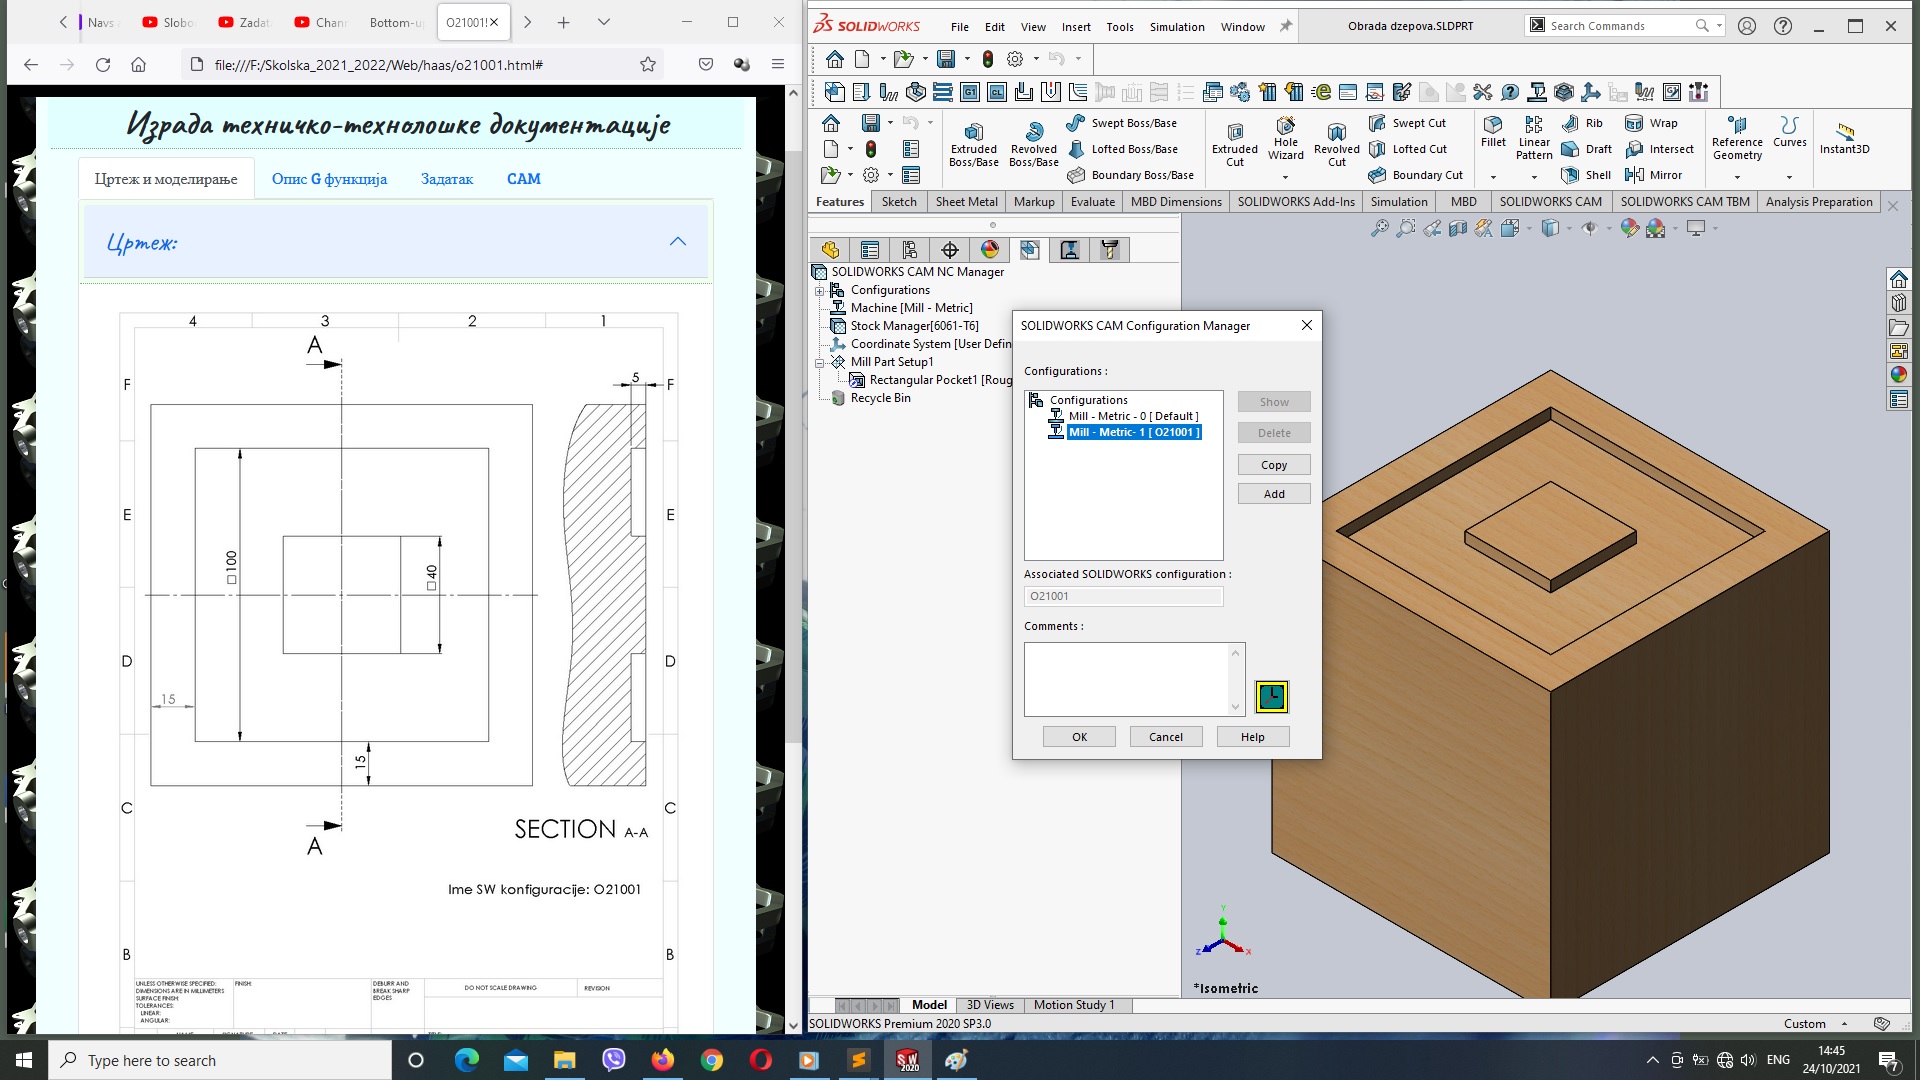 Navs
Slobo
Zadat
Chann
Bottom-u
O21001!
file:///F:/Skolska_2021_2022/Web/haas/o21001.html#
Израда техничко-технолошке документације
Цртеж и моделирање
Опис G функција
Задатак
CAM
Цртеж:
4 3 2 1
A
F 5 F
E E
□100
□40
D D
15
15
C C
A
SECTION A-A
Ime SW konfiguracije: O21001
B B
UNLESS OTHERWISE SPECIFIED:
DIMENSIONS ARE IN MILLIMETERS
SURFACE FINISH:
TOLERANCES:
LINEAR:
ANGULAR:
FINISH:
DEBURR AND
BREAK SHARP
EDGES
DO NOT SCALE DRAWING
REVISION
SOLIDWORKS
File Edit View Insert Tools Simulation Window
Obrada dzepova.SLDPRT
Search Commands
Extruded Boss/Base
Revolved Boss/Base
Swept Boss/Base
Lofted Boss/Base
Boundary Boss/Base
Extruded Cut
Hole Wizard
Revolved Cut
Swept Cut
Lofted Cut
Boundary Cut
Fillet
Linear Pattern
Rib
Draft
Shell
Wrap
Intersect
Mirror
Reference Geometry
Curves
Instant3D
Features Sketch Sheet Metal Markup Evaluate MBD Dimensions SOLIDWORKS Add-Ins Simulation MBD SOLIDWORKS CAM SOLIDWORKS CAM TBM Analysis Preparation
SOLIDWORKS CAM NC Manager
Configurations
Machine [Mill - Metric]
Stock Manager[6061-T6]
Coordinate System [User Defin
Mill Part Setup1
Rectangular Pocket1 [Roug
Recycle Bin
SOLIDWORKS CAM Configuration Manager
Configurations :
Configurations
Mill - Metric - 0 [ Default ]
Mill - Metric- 1 [ O21001 ]
Show
Delete
Copy
Add
Associated SOLIDWORKS configuration :
O21001
Comments :
OK Cancel Help
Y
Z X
*Isometric
Model 3D Views Motion Study 1
SOLIDWORKS Premium 2020 SP3.0
Custom
Type here to search
SW 2020
ENG
14:45
24/10/2021
7